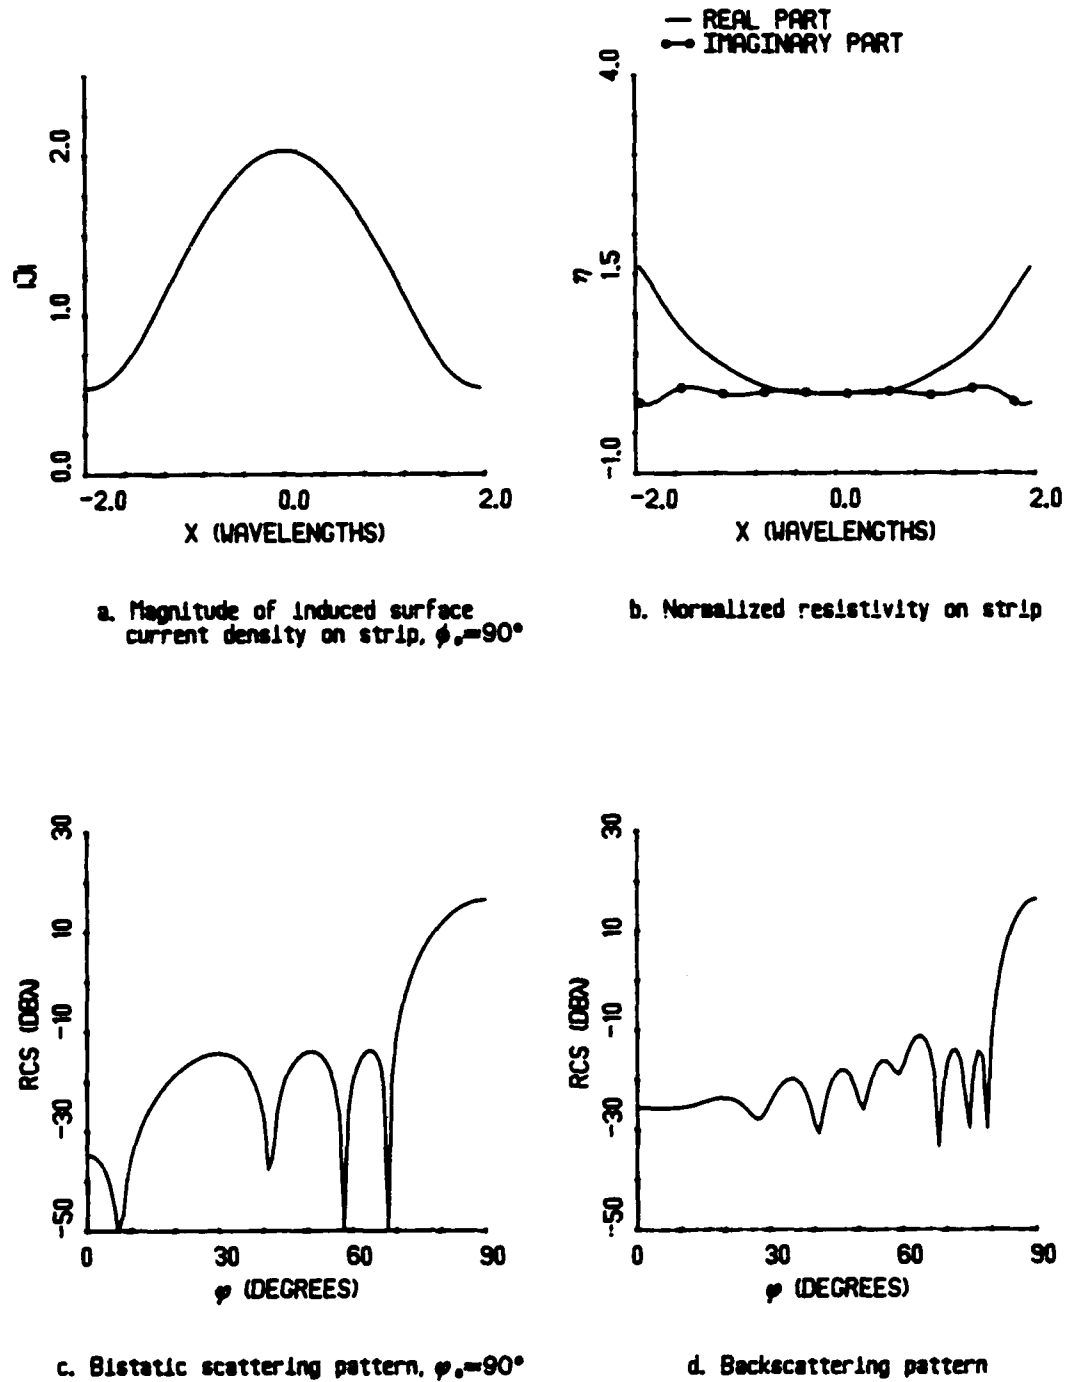 REAL PART
IMAGINARY PART
|J|
0.0 1.0 2.0
-2.0 0.0 2.0
X (WAVELENGTHS)
η
-1.0 1.5 4.0
-2.0 0.0 2.0
X (WAVELENGTHS)
a. Magnitude of induced surface
current density on strip, ϕ₀=90°
b. Normalized resistivity on strip
RCS (DBλ)
-50 -30 -10 10 30
0 30 60 90
φ (DEGREES)
RCS (DBλ)
-50 -30 -10 10 30
0 30 60 90
φ (DEGREES)
c. Bistatic scattering pattern, φ₀=90°
d. Backscattering pattern